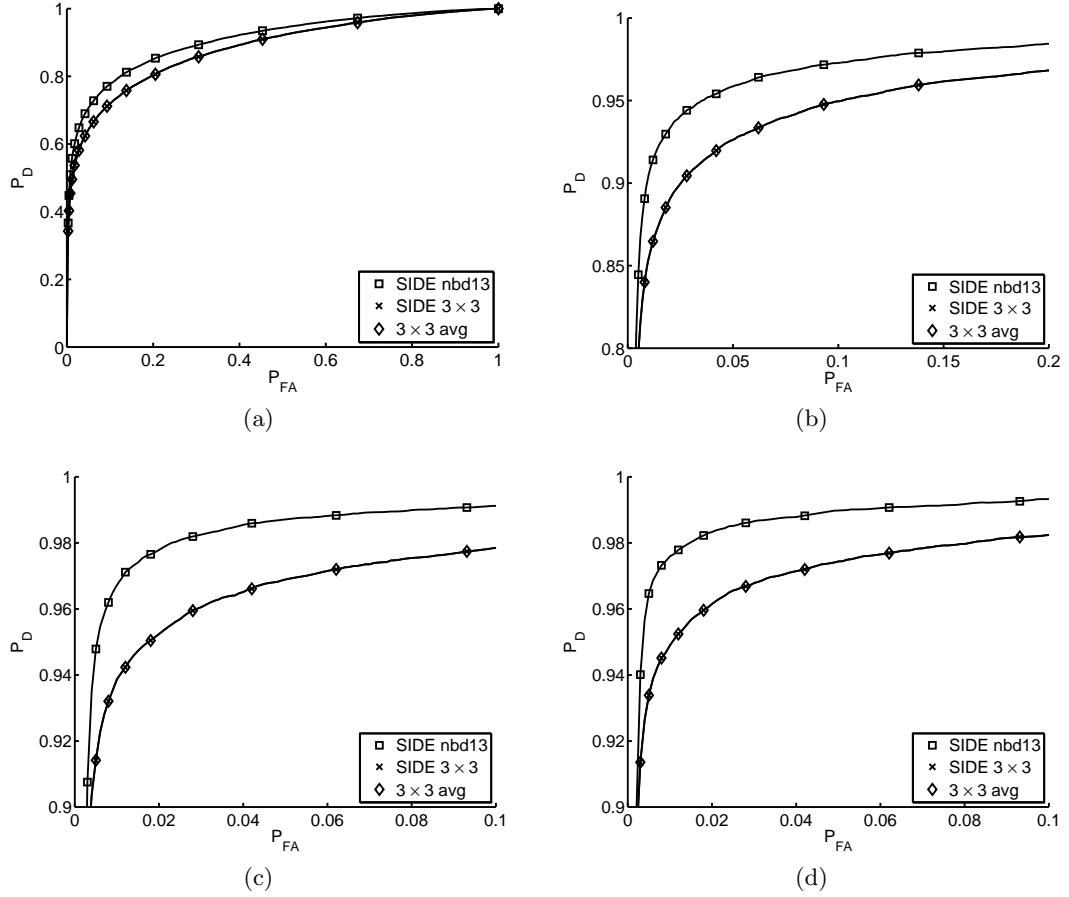 1
0.8
0.6
0.4
0.2
0
0 0.2 0.4 0.6 0.8 1
P_D
P_FA
SIDE nbd13
SIDE 3 × 3
3 × 3 avg
(a)
1
0.95
0.9
0.85
0.8
0 0.05 0.1 0.15 0.2
P_D
P_FA
SIDE nbd13
SIDE 3 × 3
3 × 3 avg
(b)
1
0.98
0.96
0.94
0.92
0.9
0 0.02 0.04 0.06 0.08 0.1
P_D
P_FA
SIDE nbd13
SIDE 3 × 3
3 × 3 avg
(c)
1
0.98
0.96
0.94
0.92
0.9
0 0.02 0.04 0.06 0.08 0.1
P_D
P_FA
SIDE nbd13
SIDE 3 × 3
3 × 3 avg
(d)